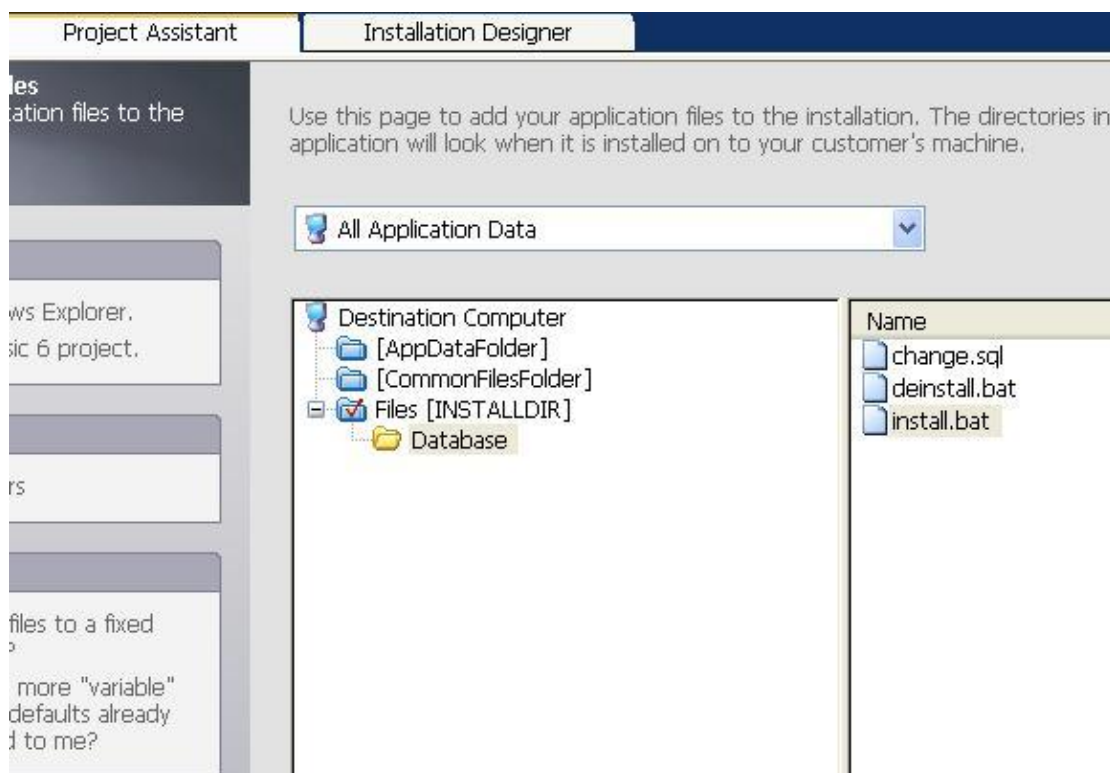 Project Assistant
Installation Designer
les
cation files to the
Use this page to add your application files to the installation. The directories in
application will look when it is installed on to your customer's machine.
All Application Data
ws Explorer.
sic 6 project.
rs
files to a fixed
?
more "variable"
defaults already
d to me?
Destination Computer
[AppDataFolder]
[CommonFilesFolder]
Files [INSTALLDIR]
Database
Name
change.sql
deinstall.bat
install.bat